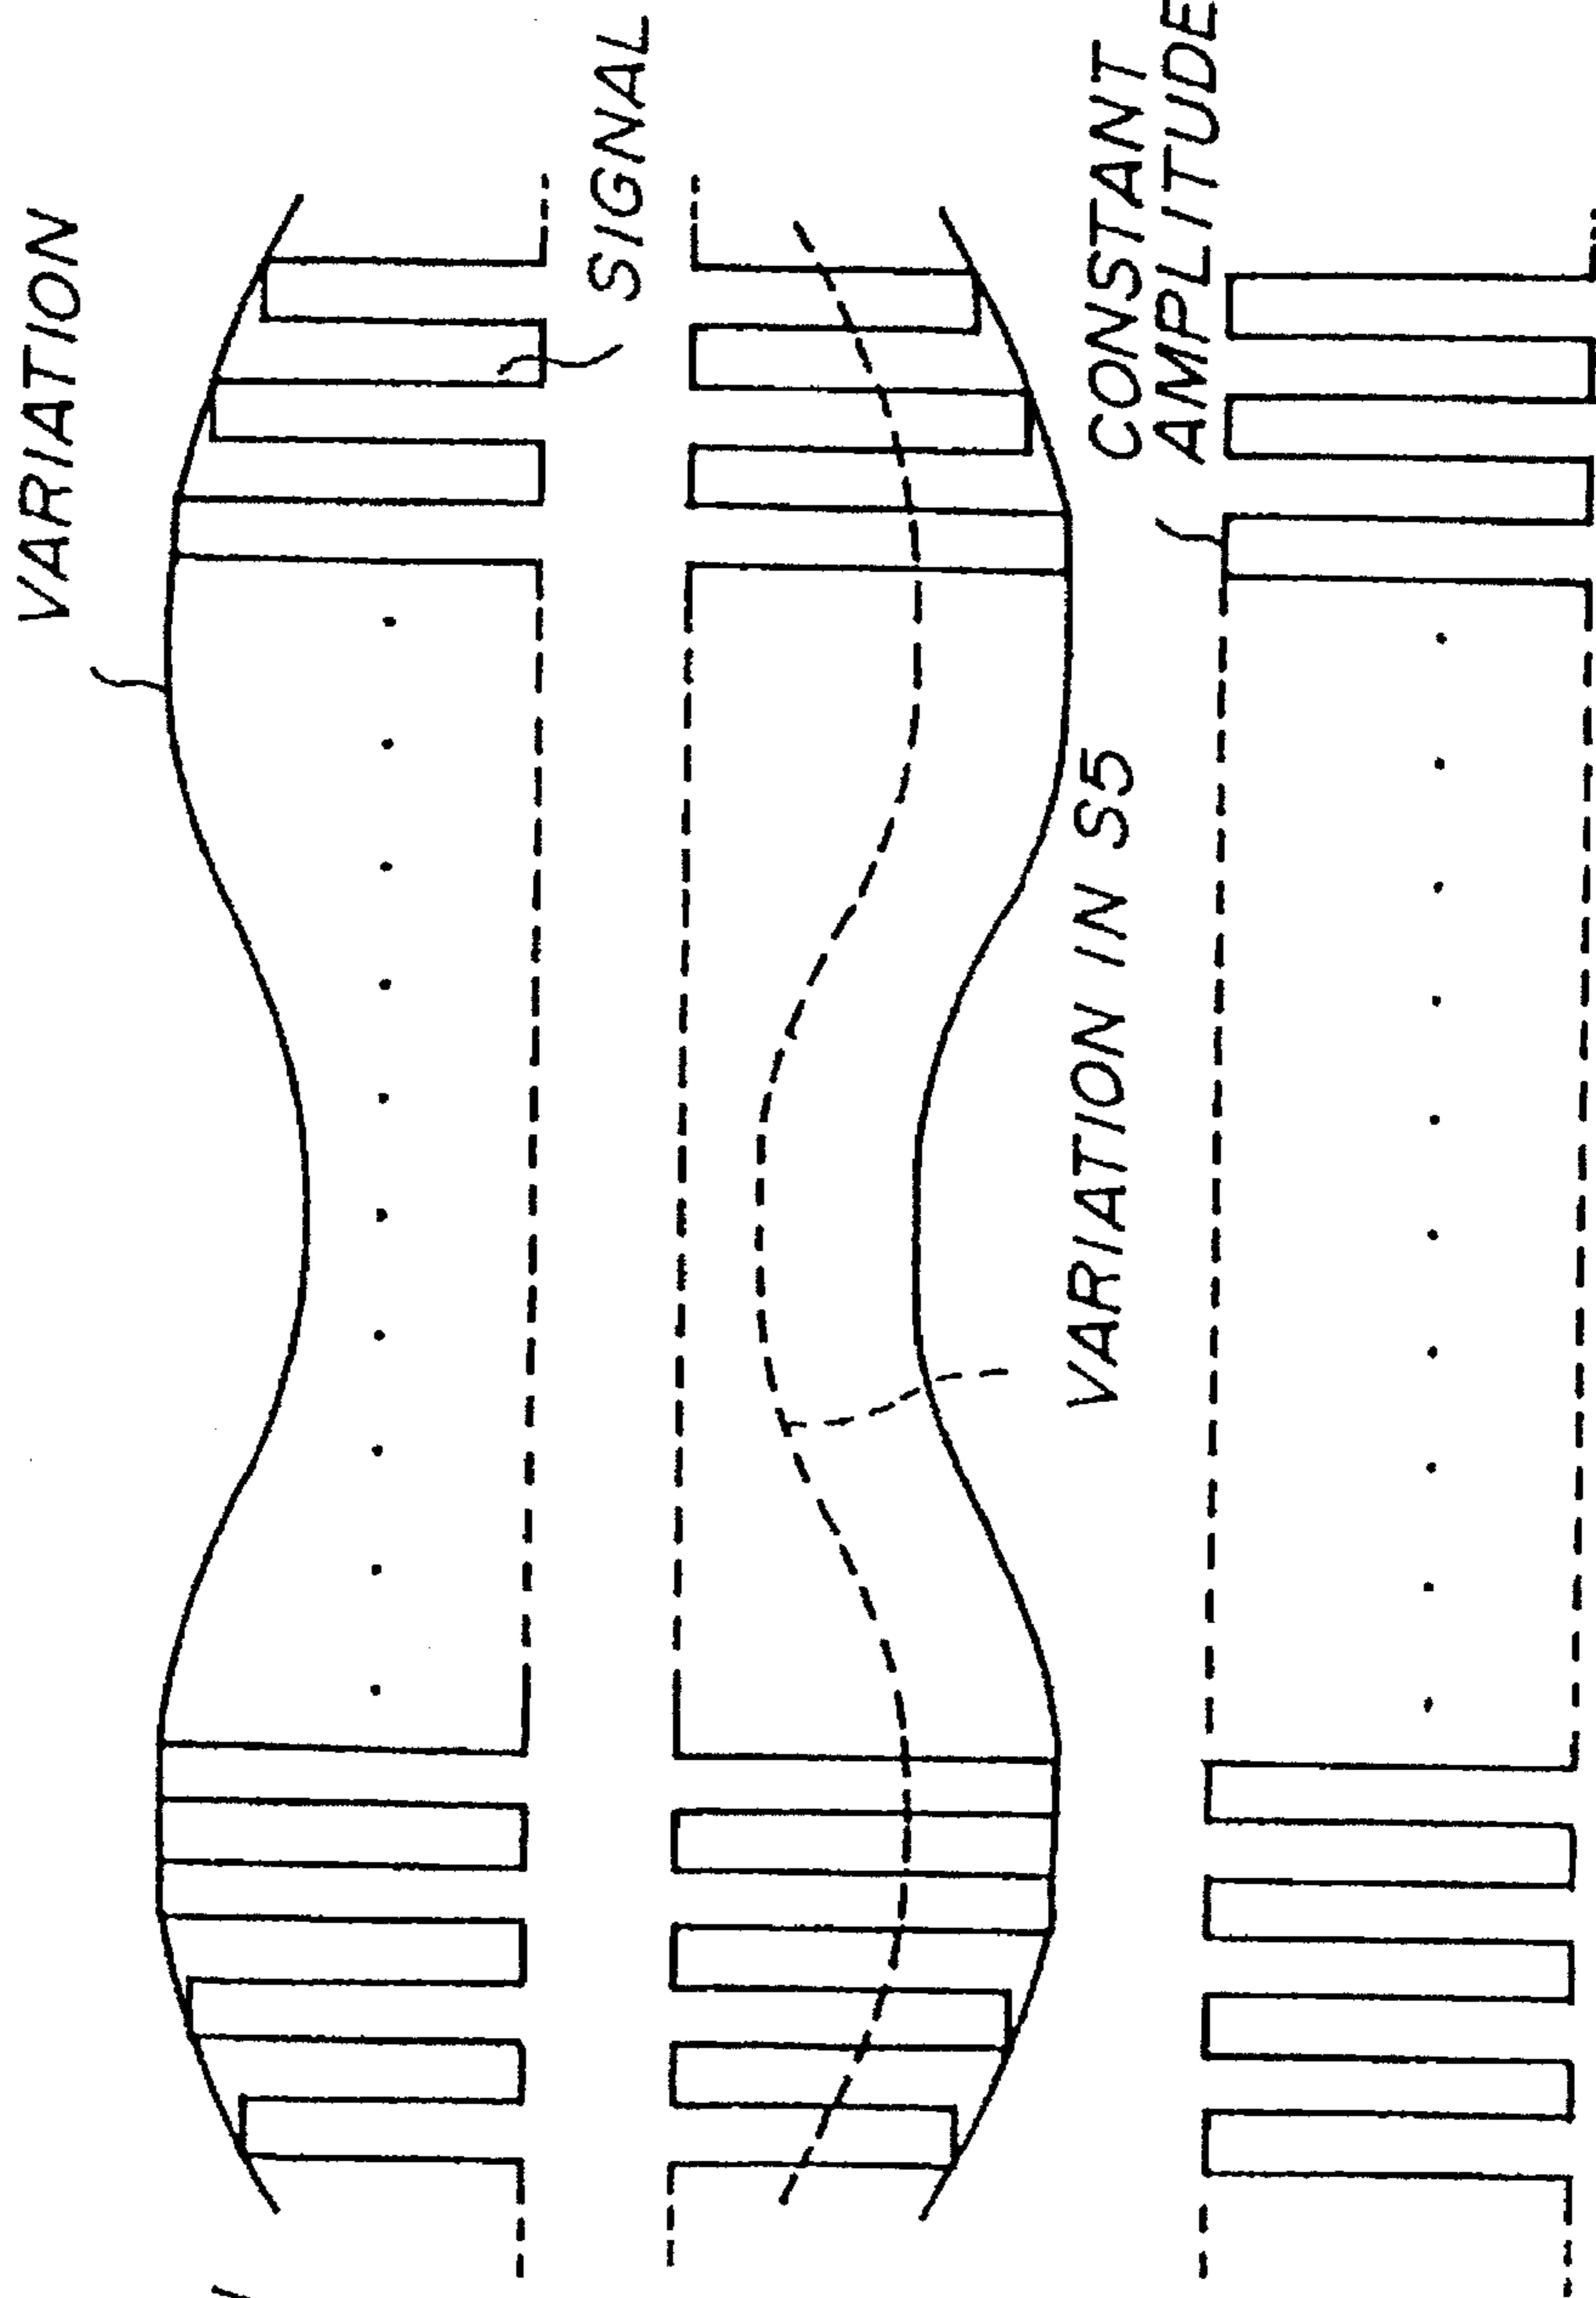 VARIATION
SIGNAL
VARIATION IN S5
CONSTANT
AMPLITUDE